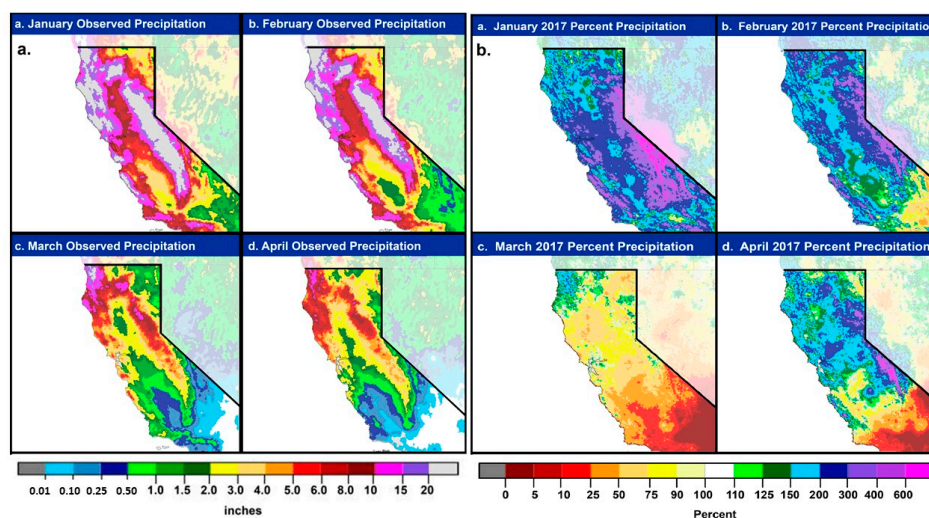 a. January Observed Precipitation
b. February Observed Precipitation
a. January 2017 Percent Precipitation
b. February 2017 Percent Precipitation
a.
b.
c. March Observed Precipitation
d. April Observed Precipitation
c. March 2017 Percent Precipitation
d. April 2017 Percent Precipitation
0.01 0.10 0.25 0.50 1.0 1.5 2.0 3.0 4.0 5.0 6.0 8.0 10 15 20
inches
0 5 10 25 50 75 90 100 110 125 150 200 300 400 600
Percent